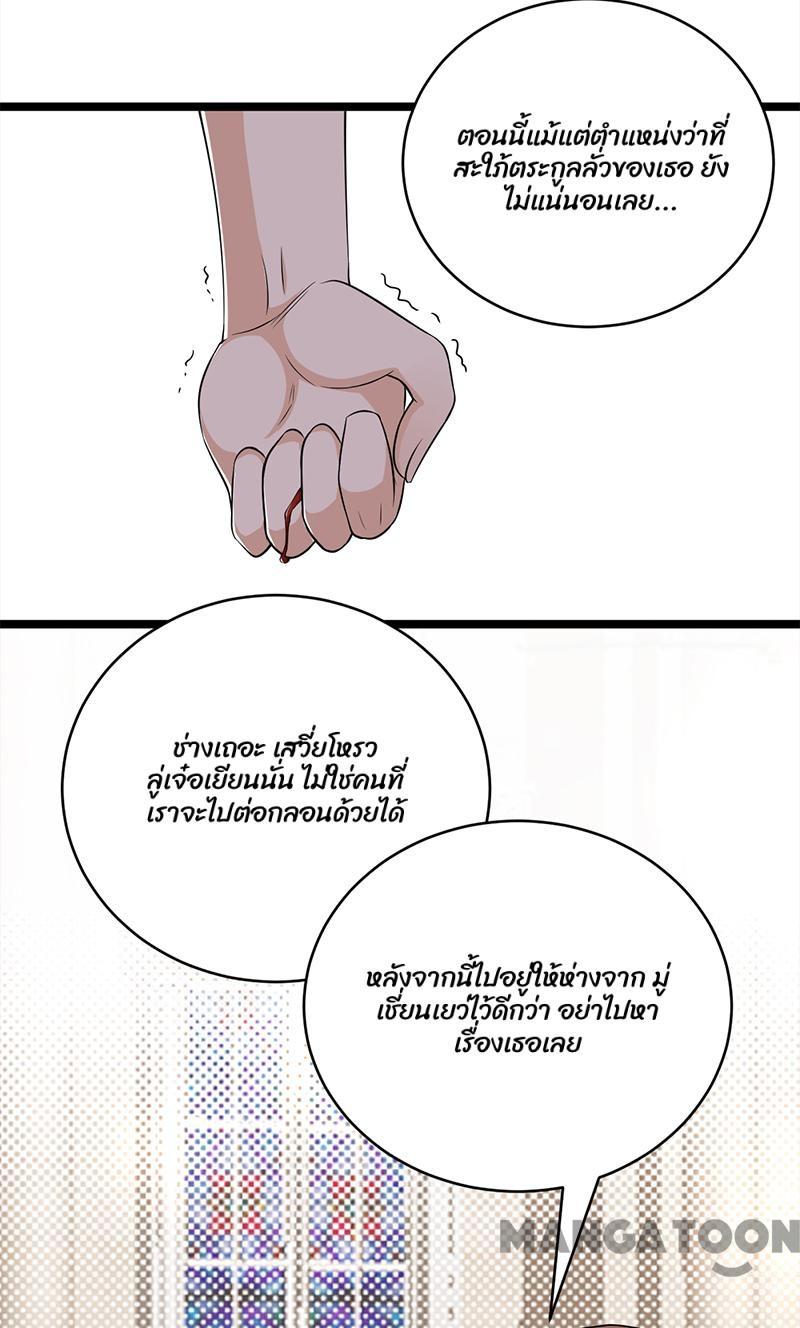 ตอนนี้แม้แต่ตำแหน่งว่าที่
สะใภ้ตระกูลลั่วของเธอ ยัง
ไม่แน่นอนเลย...
ช่างเถอะ เสวี่ยโหรว
ลู่เจ๋อเยียนนั่น ไม่ใช่คนที่
เราจะไปต่อกลอนด้วยได้
หลังจากนี้ไปอยู่ให้ห่างจาก มู่
เชี่ยนเยว่ไว้ดีกว่า อย่าไปหา
เรื่องเธอเลย
MANGATOON